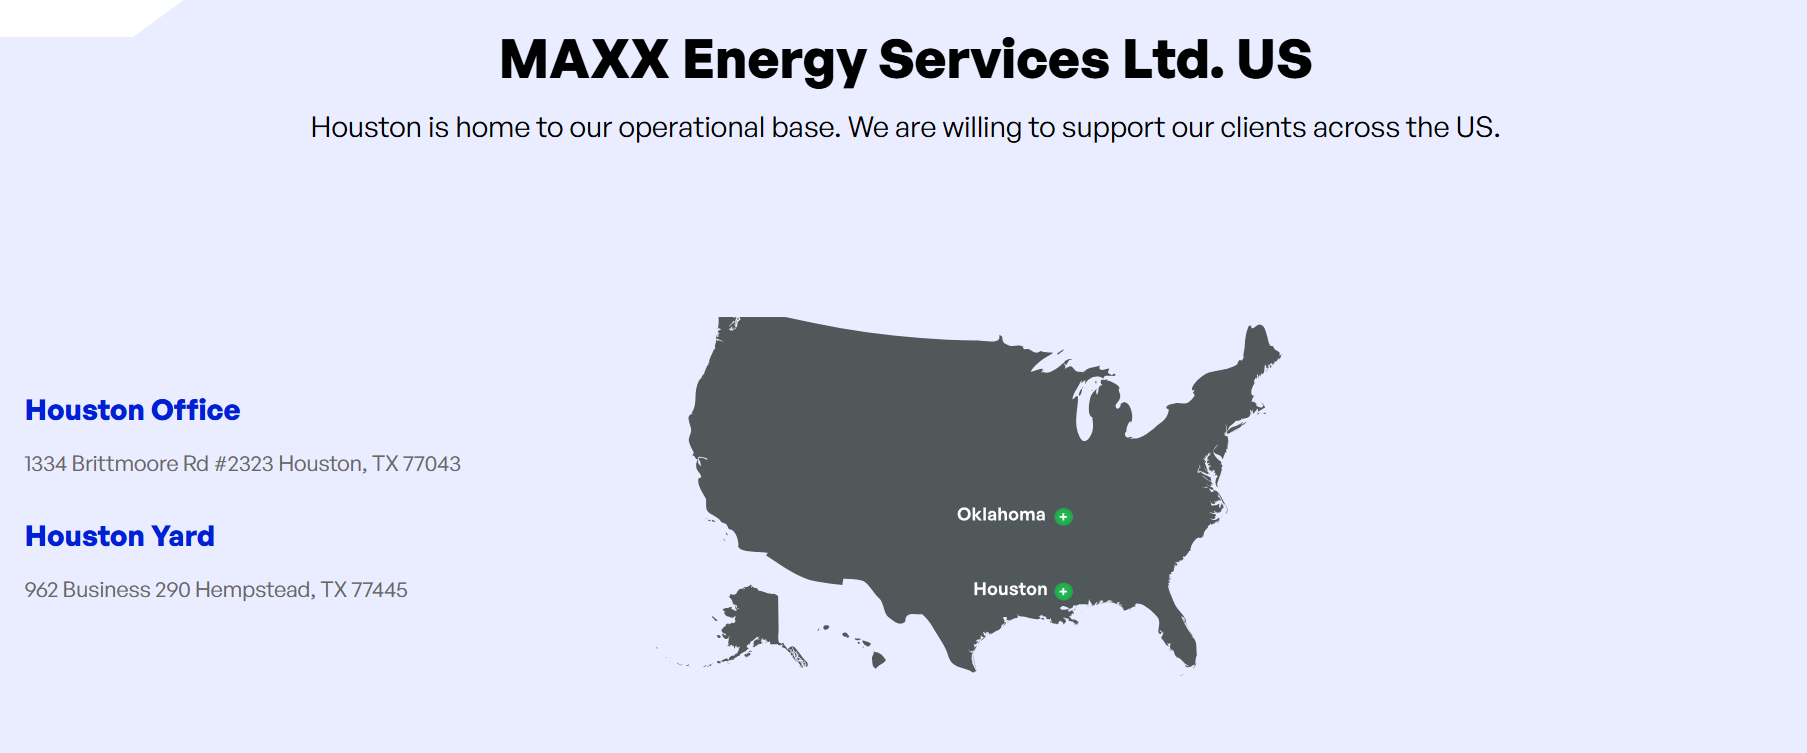 MAXX Energy Services Ltd. US
Houston is home to our operational base. We are willing to support our clients across the US.
Houston Office
1334 Brittmoore Rd #2323 Houston, TX 77043
Houston Yard
962 Business 290 Hempstead, TX 77445
Oklahoma
Houston